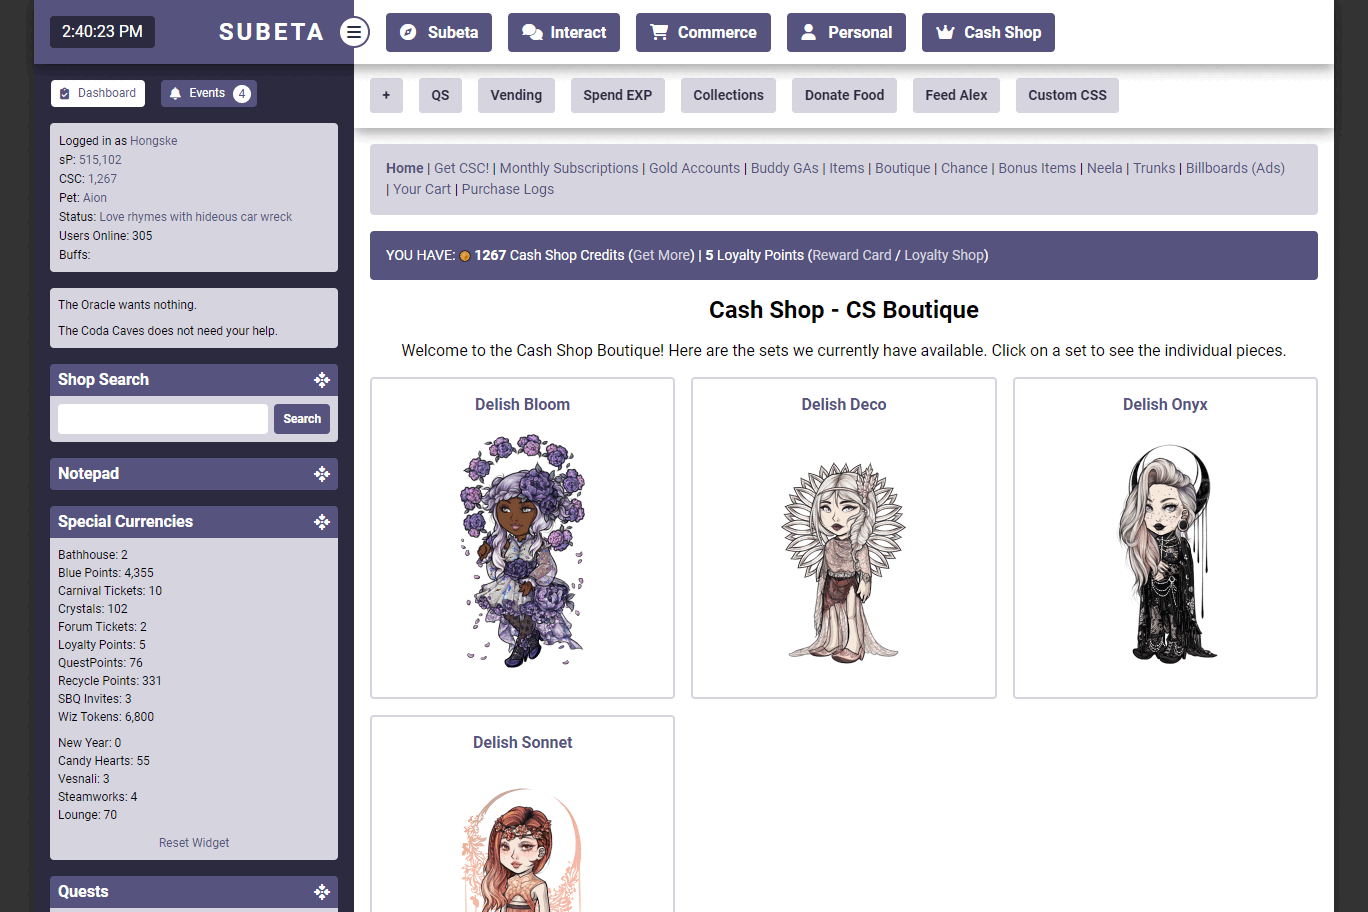 2:40:23 PM
SUBETA
Subeta
Interact
Commerce
Personal
Cash Shop
Dashboard
Events 4
+
QS
Vending
Spend EXP
Collections
Donate Food
Feed Alex
Custom CSS
Logged in as Hongske
sP: 515,102
CSC: 1,267
Pet: Aion
Status: Love rhymes with hideous car wreck
Users Online: 305
Buffs:
The Oracle wants nothing.
The Coda Caves does not need your help.
Shop Search
Search
Notepad
Special Currencies
Bathhouse: 2
Blue Points: 4,355
Carnival Tickets: 10
Crystals: 102
Forum Tickets: 2
Loyalty Points: 5
QuestPoints: 76
Recycle Points: 331
SBQ Invites: 3
Wiz Tokens: 6,800
New Year: 0
Candy Hearts: 55
Vesnali: 3
Steamworks: 4
Lounge: 70
Reset Widget
Quests
Home | Get CSC! | Monthly Subscriptions | Gold Accounts | Buddy GAs | Items | Boutique | Chance | Bonus Items | Neela | Trunks | Billboards (Ads)
| Your Cart | Purchase Logs
YOU HAVE: 1267 Cash Shop Credits (Get More) | 5 Loyalty Points (Reward Card / Loyalty Shop)
Cash Shop - CS Boutique
Welcome to the Cash Shop Boutique! Here are the sets we currently have available. Click on a set to see the individual pieces.
Delish Bloom
Delish Deco
Delish Onyx
Delish Sonnet